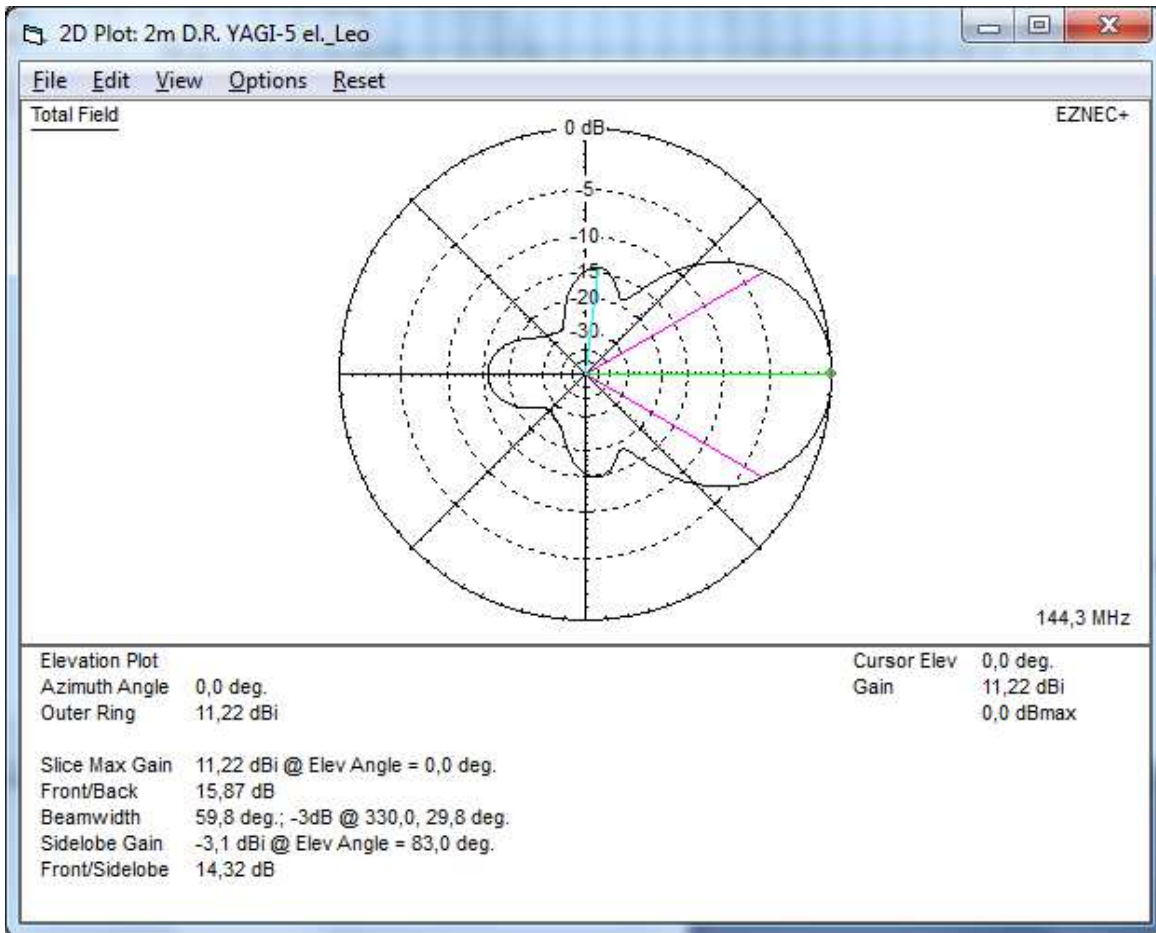 2D Plot: 2m D.R. YAGI-5 el._Leo
File Edit View Options Reset
Total Field
EZNEC+
0 dB
-5
-10
-15
-20
-30
144,3 MHz
Elevation Plot
Cursor Elev 0,0 deg.
Azimuth Angle 0,0 deg.
Gain 11,22 dBi
Outer Ring 11,22 dBi
0,0 dBmax
Slice Max Gain 11,22 dBi @ Elev Angle = 0,0 deg.
Front/Back 15,87 dB
Beamwidth 59,8 deg.; -3dB @ 330,0, 29,8 deg.
Sidelobe Gain -3,1 dBi @ Elev Angle = 83,0 deg.
Front/Sidelobe 14,32 dB